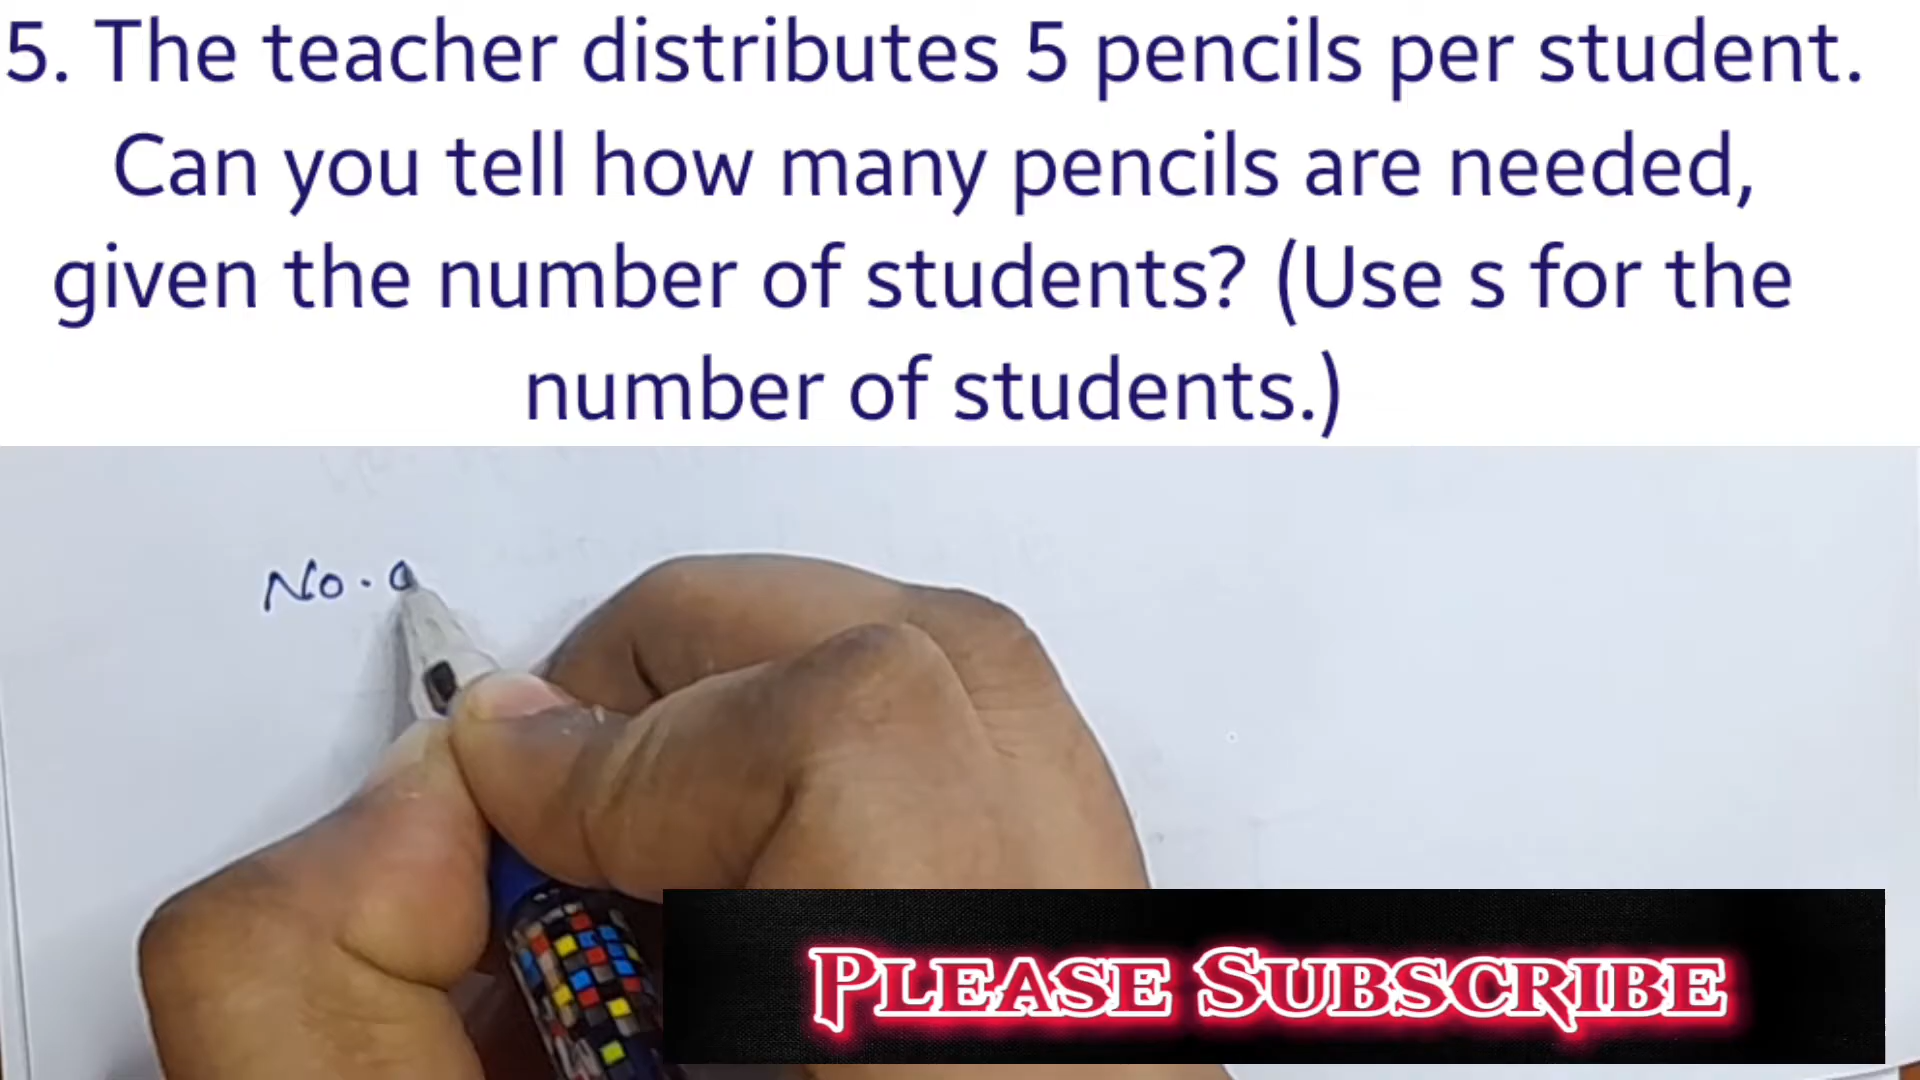 5. The teacher distributes 5 pencils per student.
Can you tell how many pencils are needed,
given the number of students? (Use s for the
number of students.)
No. o
PLEASE SUBSCRIBE